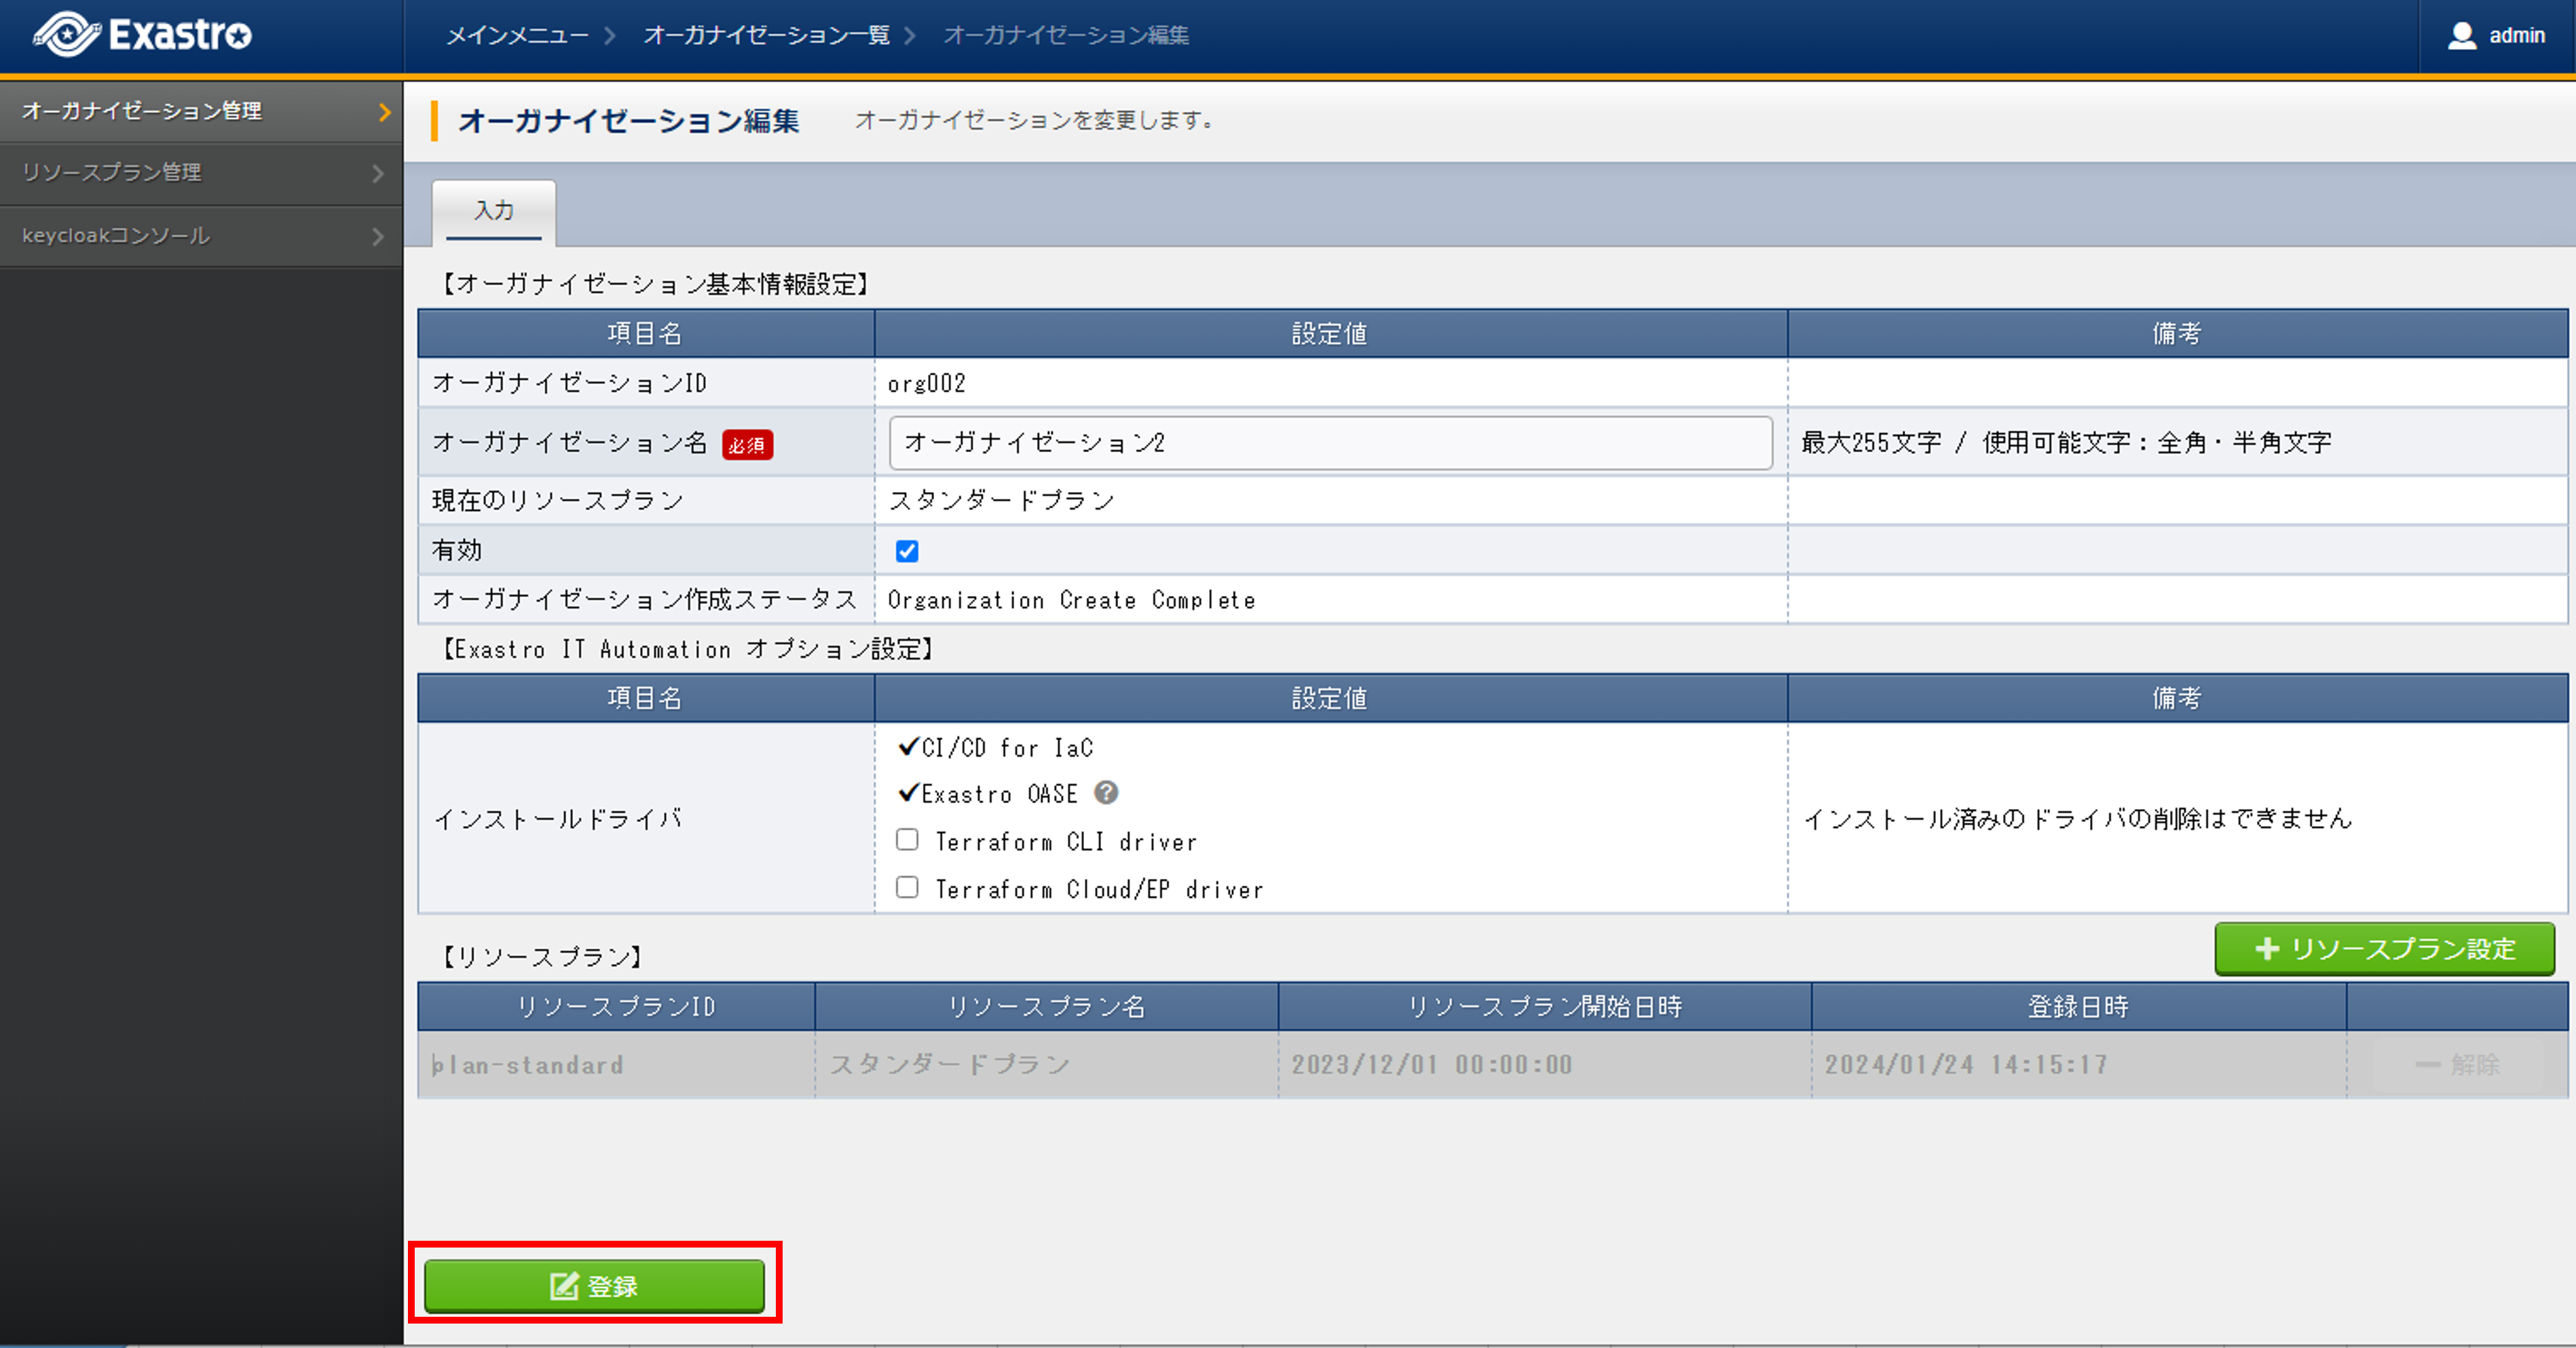 Exastro
メインメニュー オーガナイゼーション一覧 オーガナイゼーション編集
admin
オーガナイゼーション管理
リソースプラン管理
keycloakコンソール
オーガナイゼーション編集 オーガナイゼーションを変更します。
入力
【オーガナイゼーション基本情報設定】
項目名 設定値 備考
オーガナイゼーションID org002
オーガナイゼーション名 必須 オーガナイゼーション2 最大255文字 / 使用可能文字：全角・半角文字
現在のリソースプラン スタンダードプラン
有効
オーガナイゼーション作成ステータス Organization Create Complete
【Exastro IT Automation オプション設定】
項目名 設定値 備考
インストールドライバ
✔CI/CD for IaC
✔Exastro OASE ?
Terraform CLI driver
Terraform Cloud/EP driver
インストール済みのドライバの削除はできません
【リソースプラン】
+ リソースプラン設定
リソースプランID リソースプラン名 リソースプラン開始日時 登録日時
plan-standard スタンダードプラン 2023/12/01 00:00:00 2024/01/24 14:15:17 ー 解除
登録